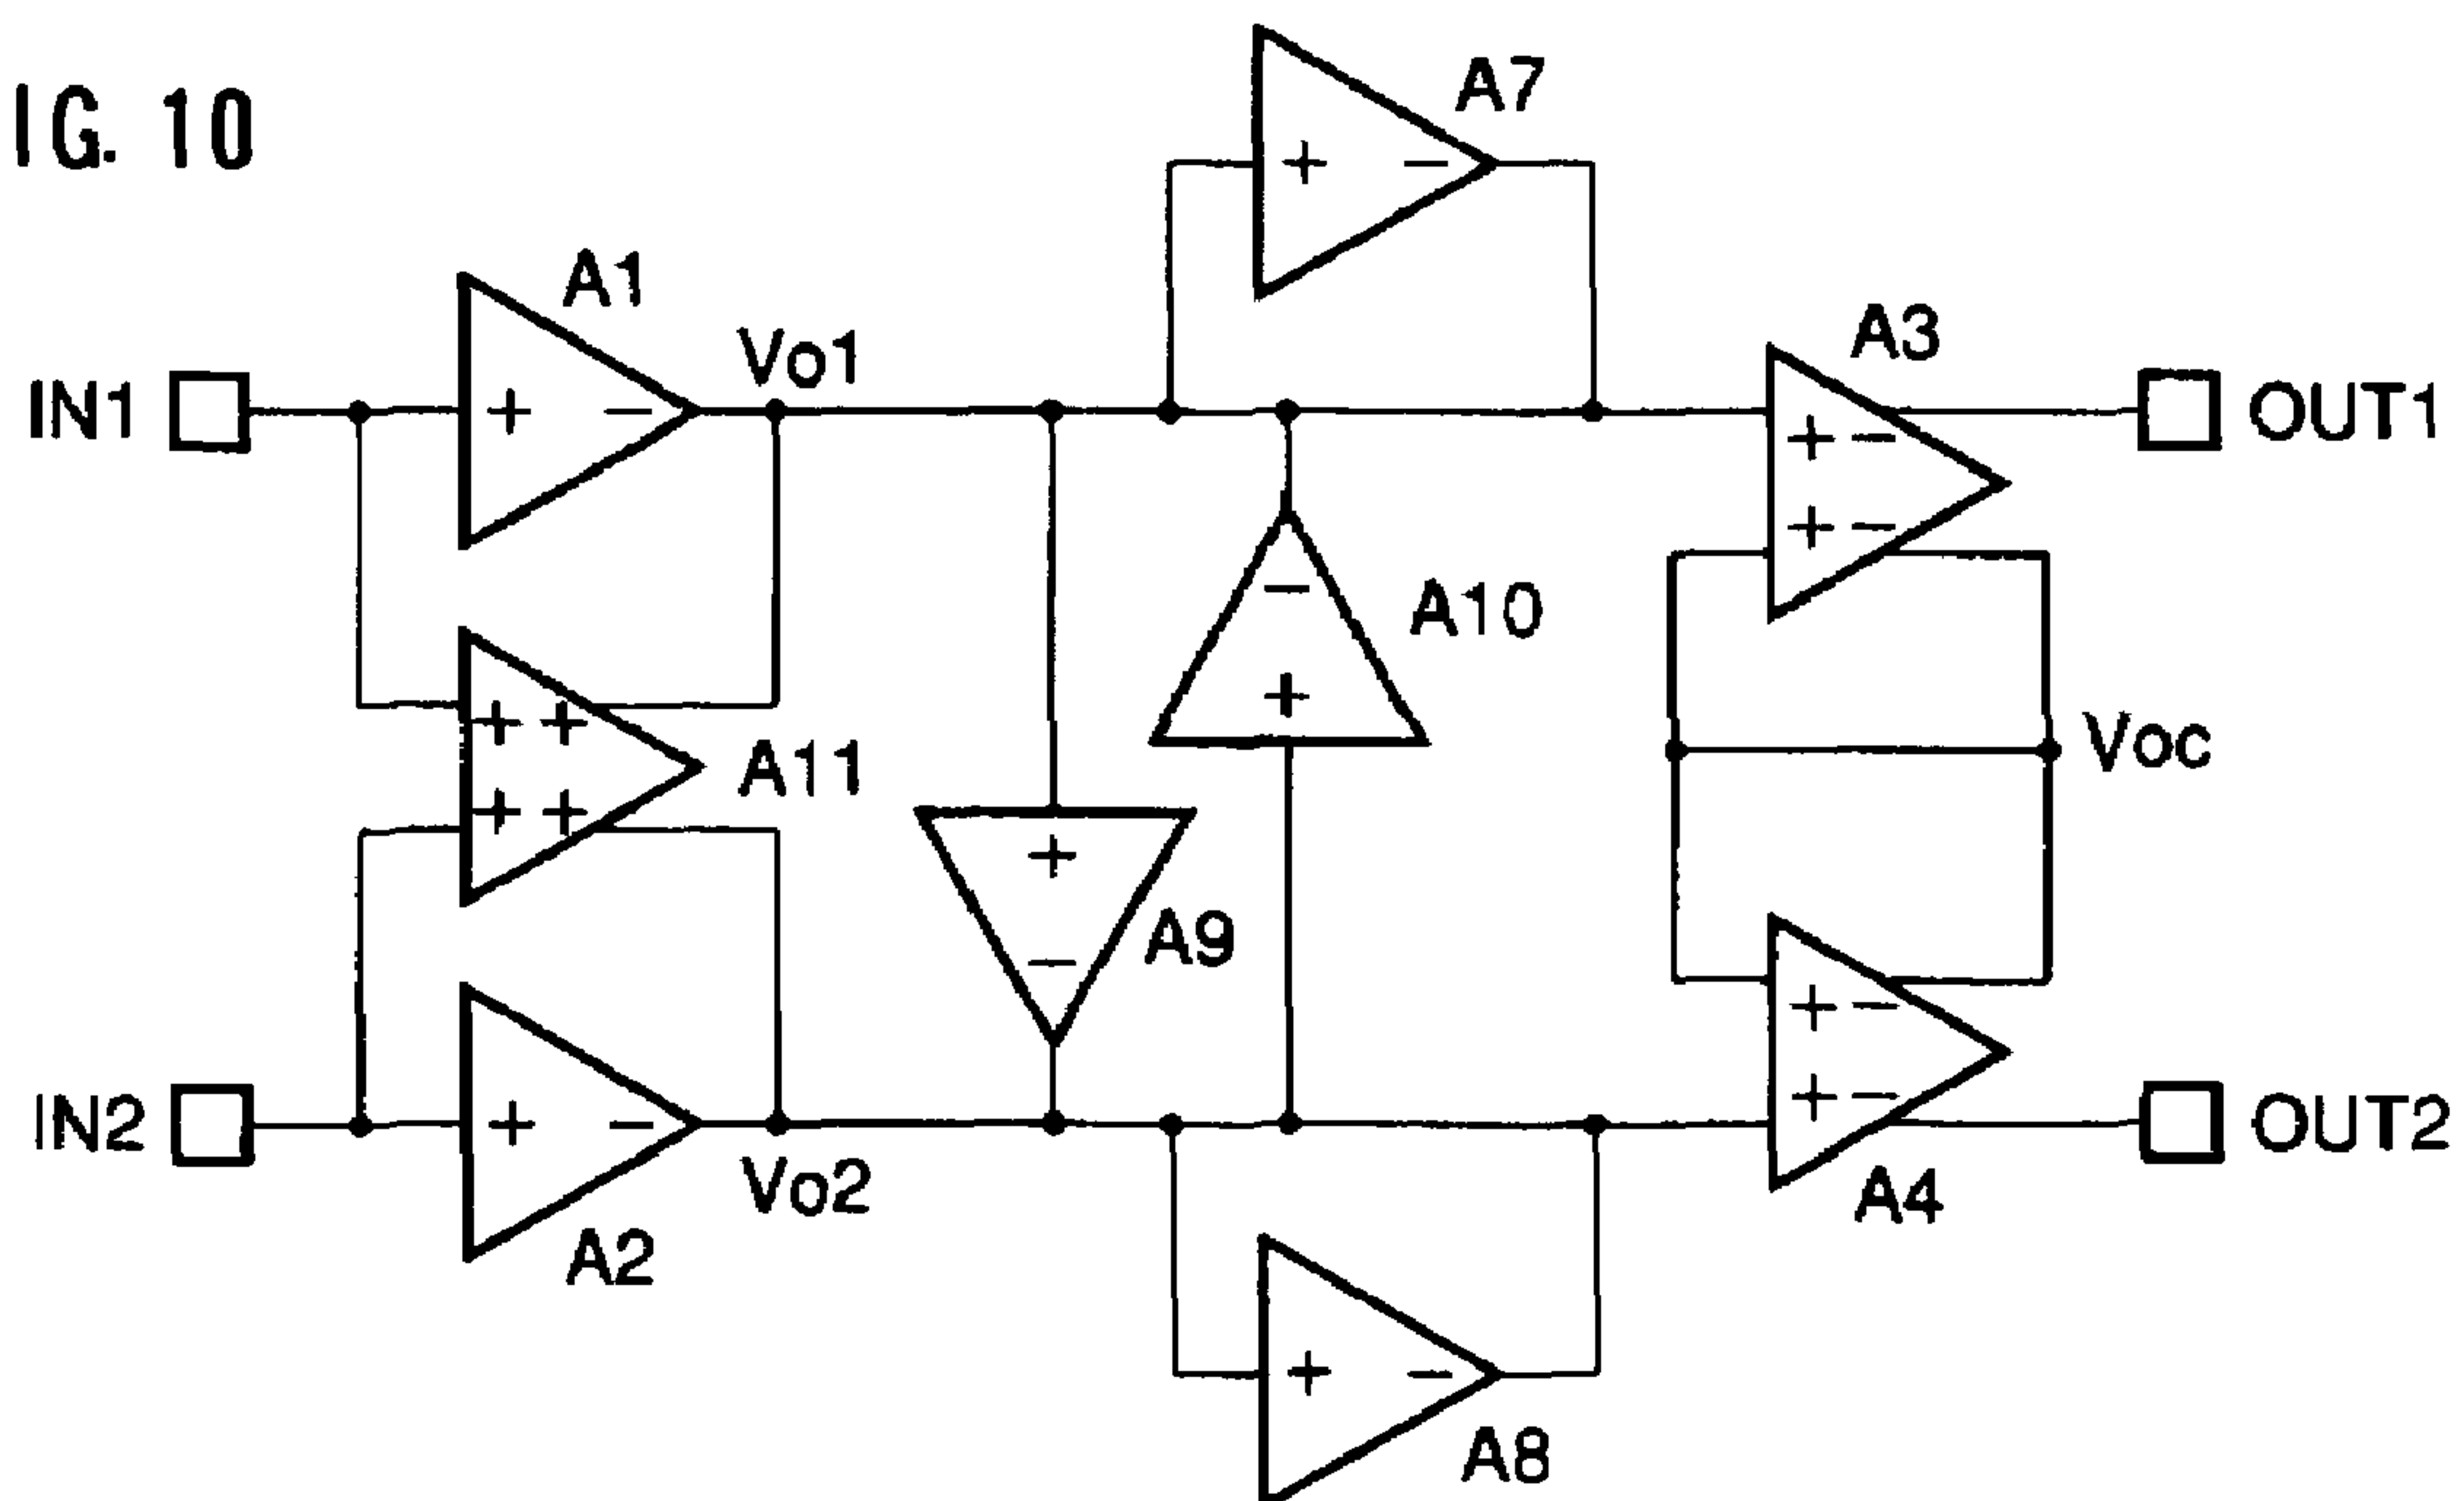 IG. 10
A7
A1
A3
Vo1
IN1
+ −
+ −
OUT1
+ −
+ −
−
A10
+
+ +
+ +
A11
Voc
+
A9
−
+ −
+ −
IN2
+ −
OUT2
Vo2
A4
A2
+ −
A8